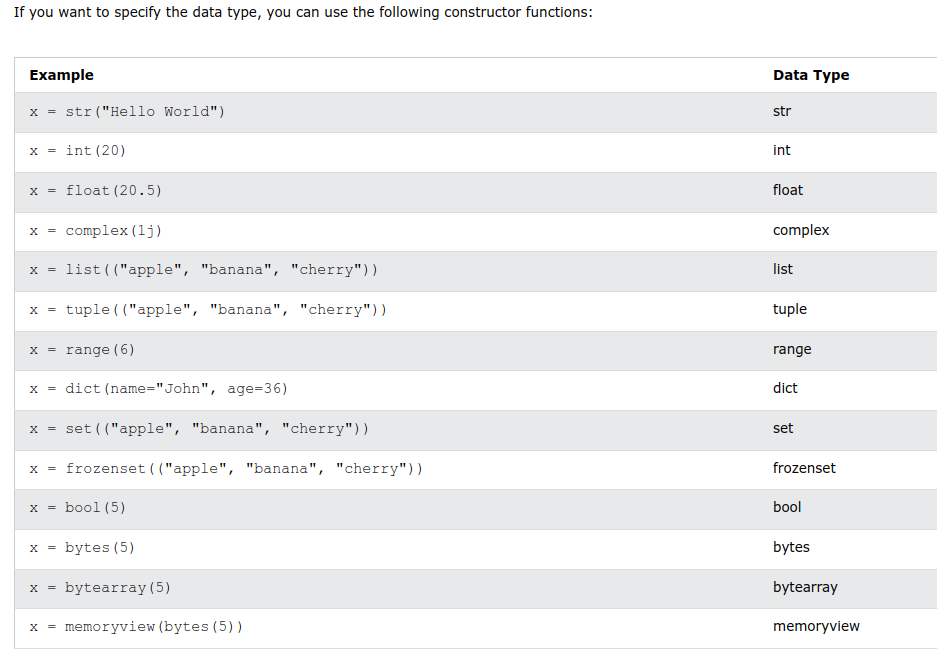 If you want to specify the data type, you can use the following constructor functions:
Example Data Type
x = str("Hello World") str
x = int(20) int
x = float(20.5) float
x = complex(1j) complex
x = list(("apple", "banana", "cherry")) list
x = tuple(("apple", "banana", "cherry")) tuple
x = range(6) range
x = dict(name="John", age=36) dict
x = set(("apple", "banana", "cherry")) set
x = frozenset(("apple", "banana", "cherry")) frozenset
x = bool(5) bool
x = bytes(5) bytes
x = bytearray(5) bytearray
x = memoryview(bytes(5)) memoryview